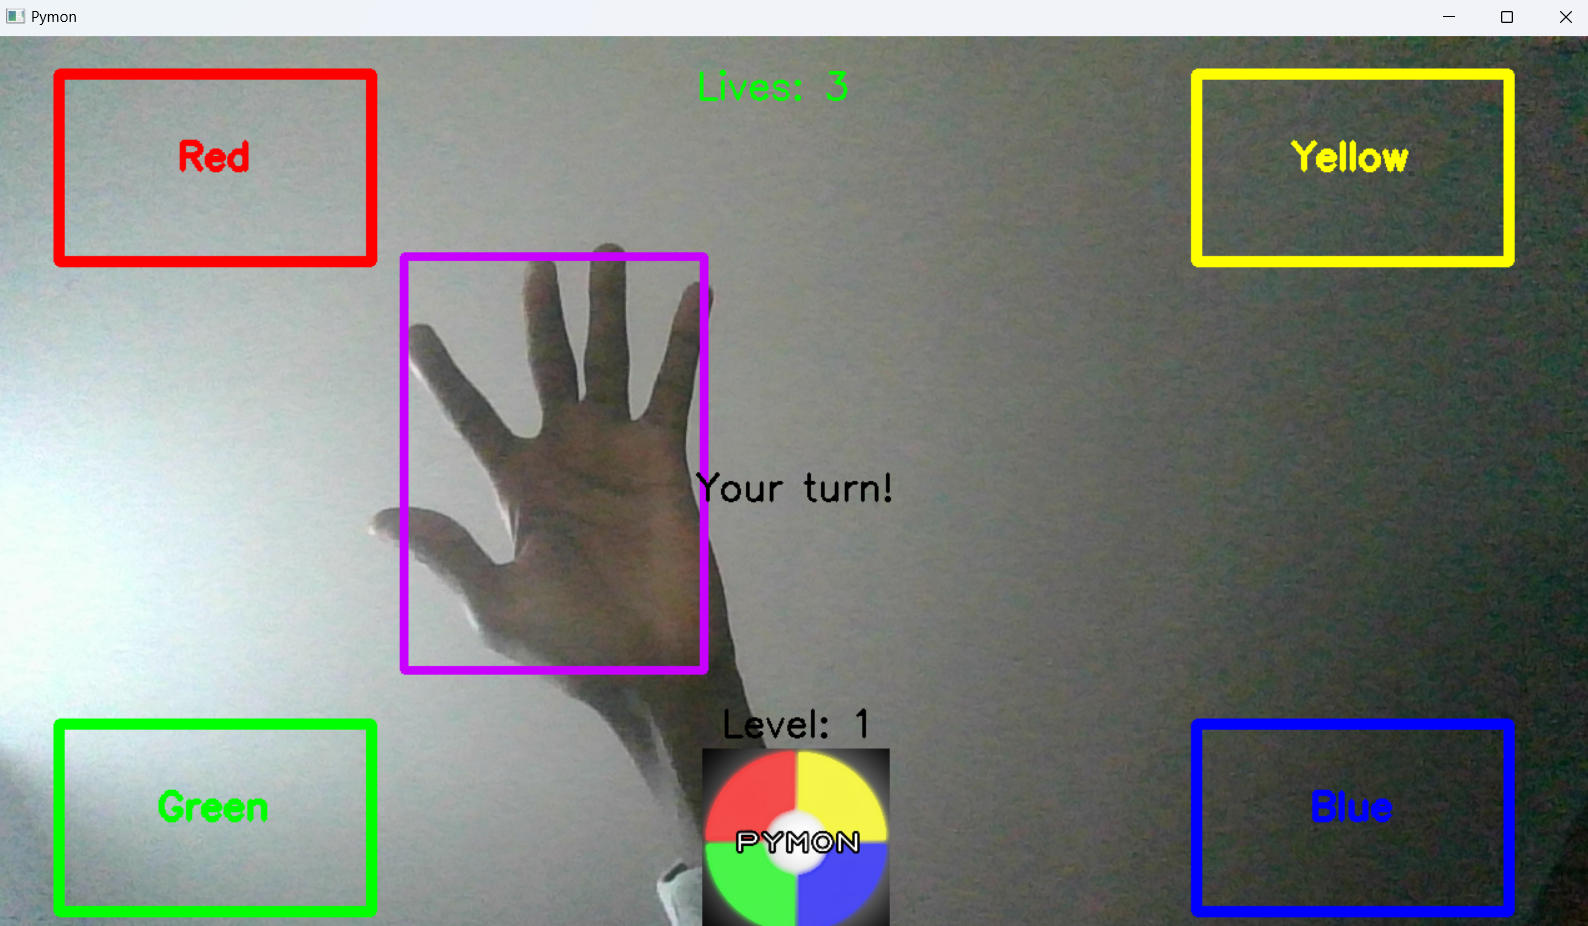 Pymon
Lives: 3
Red
Yellow
Your turn!
Level: 1
PYMON
Green
Blue